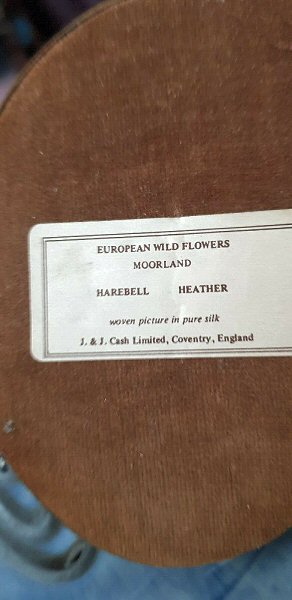 EUROPEAN WILD FLOWERS
MOORLAND
HAREBELL HEATHER
woven picture in pure silk
J. & J. Cash Limited, Coventry, England